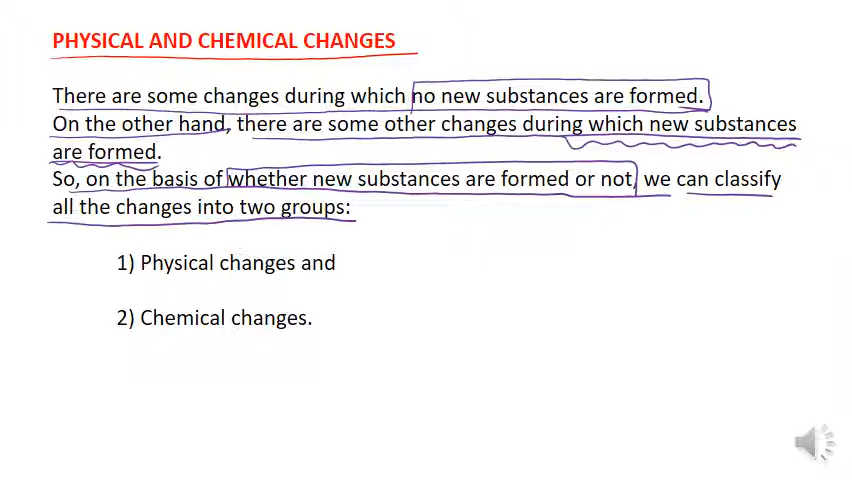 PHYSICAL AND CHEMICAL CHANGES
There are some changes during which no new substances are formed.
On the other hand, there are some other changes during which new substances
are formed.
So, on the basis of whether new substances are formed or not, we can classify
all the changes into two groups:
1) Physical changes and
2) Chemical changes.